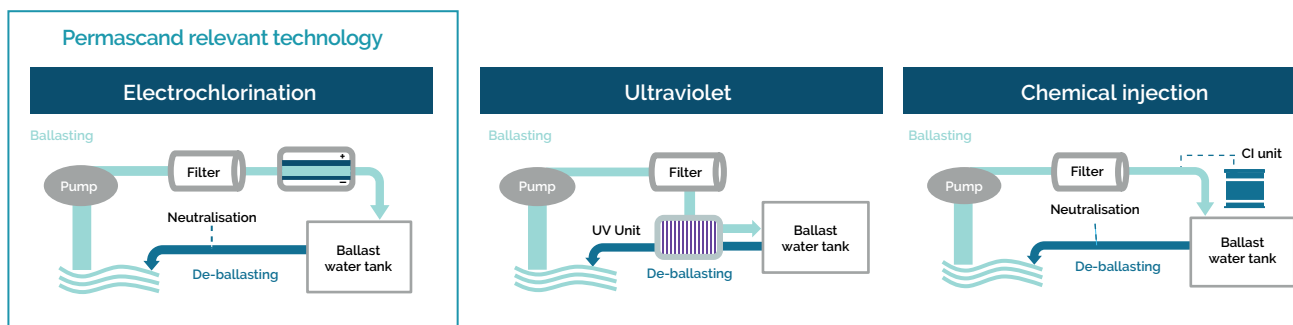 Permascand relevant technology
Electrochlorination
Ballasting
Pump
Filter
+
–
Neutralisation
De-ballasting
Ballast
water tank
Ultraviolet
Ballasting
Pump
Filter
UV Unit
De-ballasting
Ballast
water tank
Chemical injection
Ballasting
Pump
Filter
CI unit
Neutralisation
De-ballasting
Ballast
water tank